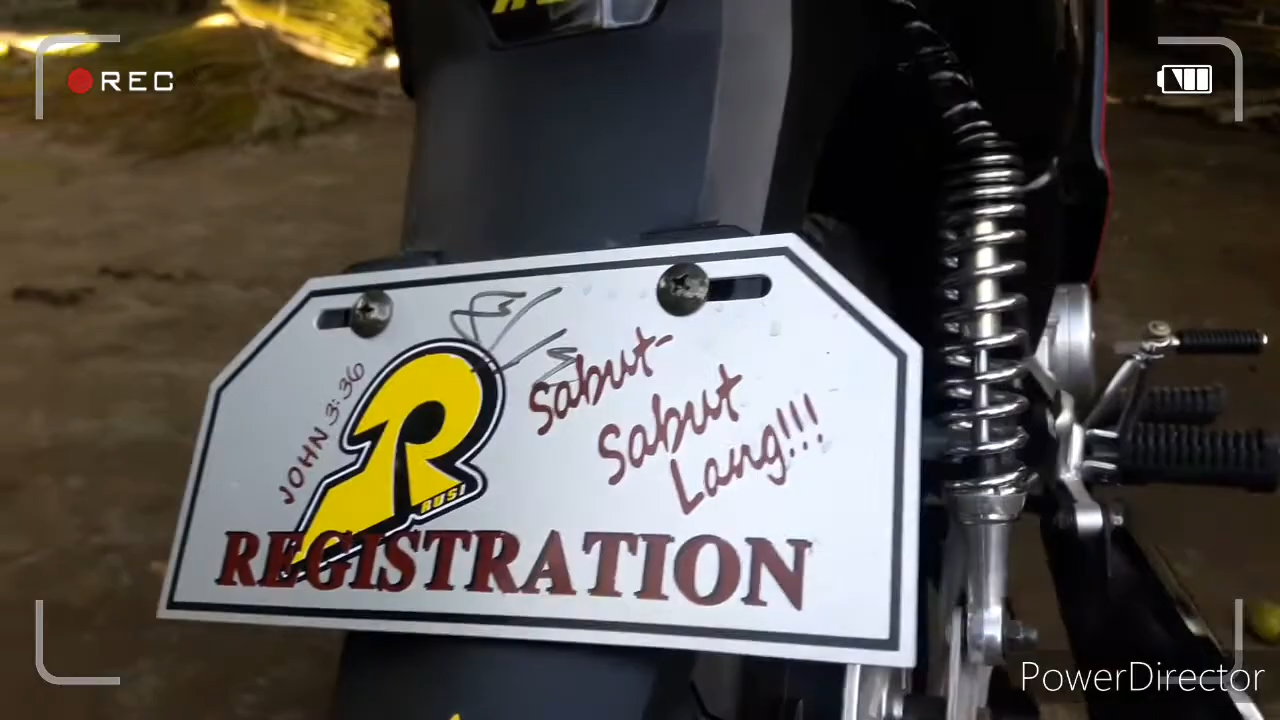 REC
JOHN 3:36
Sabut-
Sabut
Lang!!!
RUSI
REGISTRATION
PowerDirector